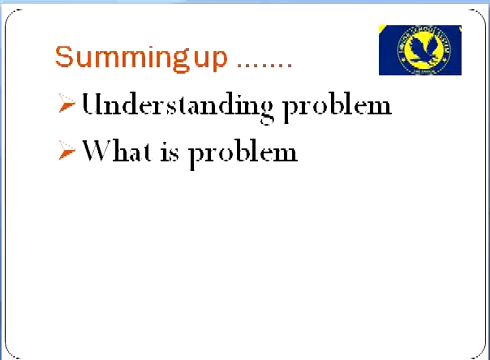 Summing up .......
Understanding problem
What is problem